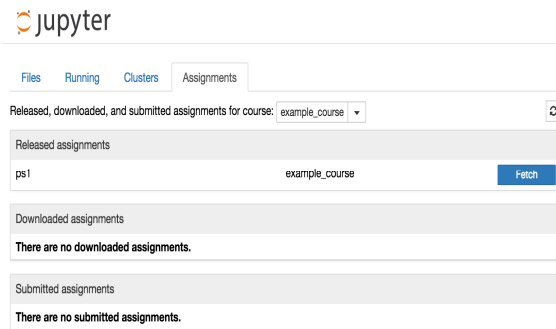 jupyter
Files Running Clusters Assignments
Released, downloaded, and submitted assignments for course: example_course
Released assignments
ps1 example_course Fetch
Downloaded assignments
There are no downloaded assignments.
Submitted assignments
There are no submitted assignments.